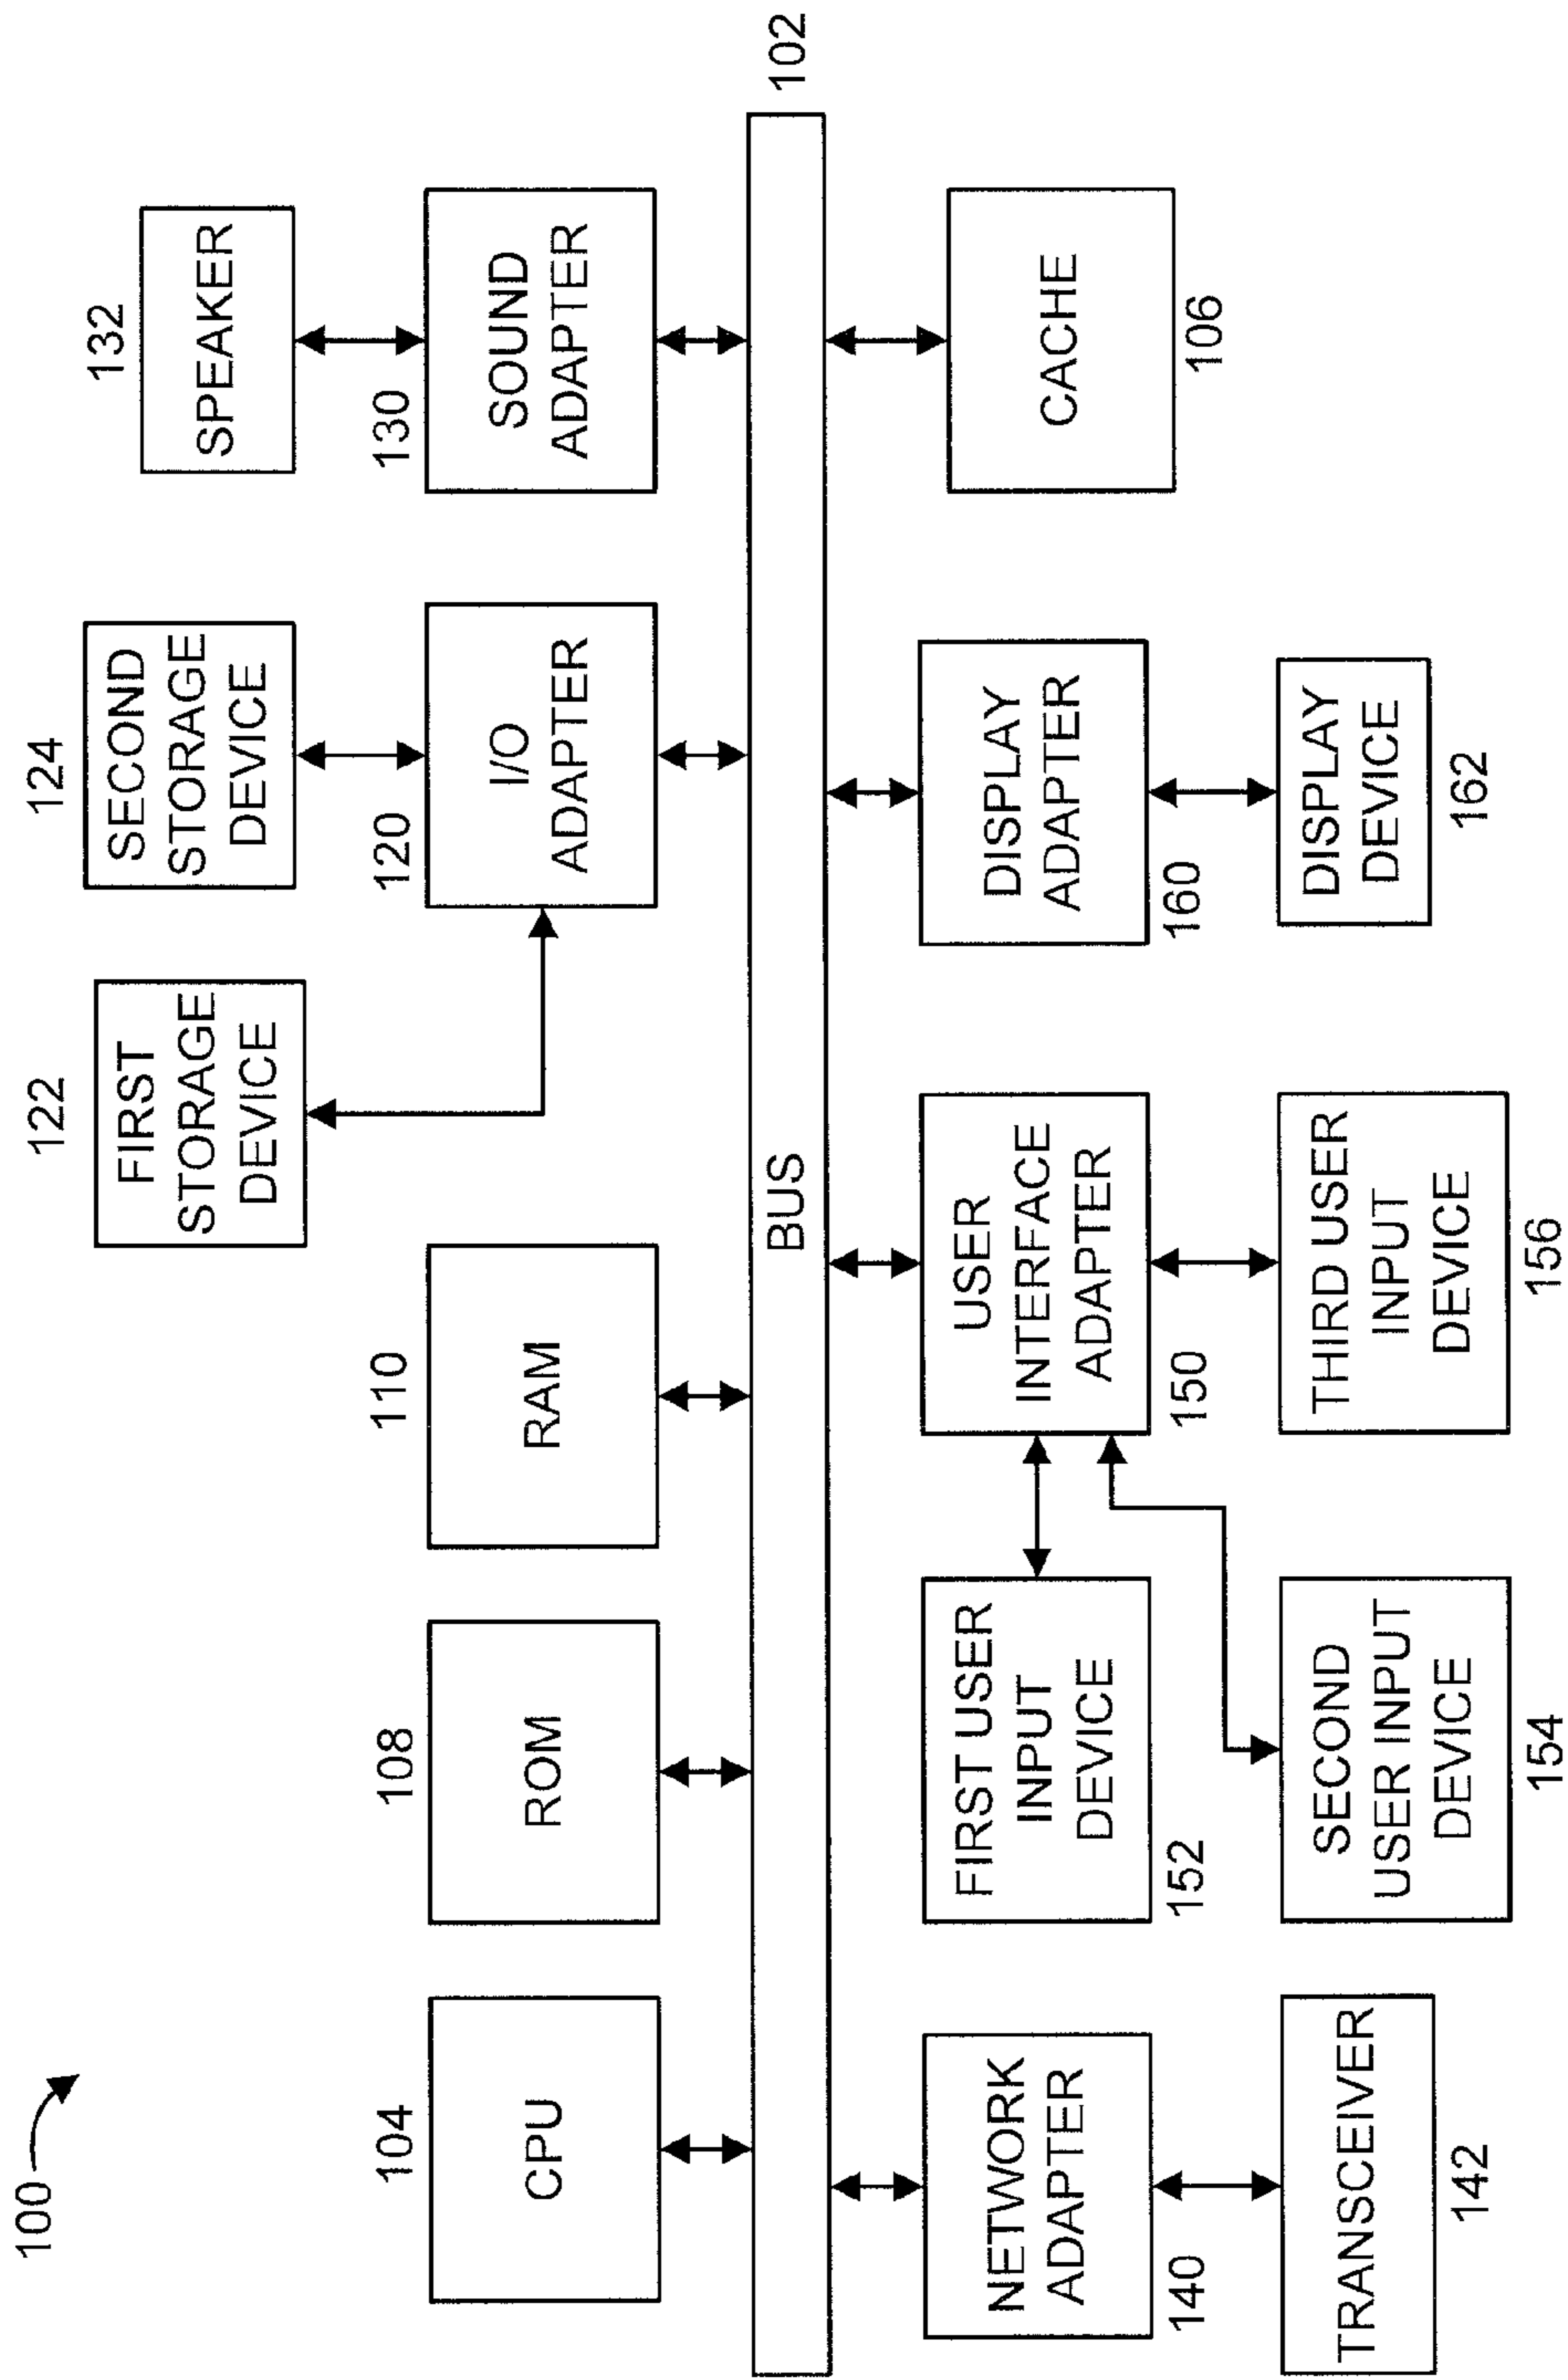 100
122
FIRST
STORAGE
DEVICE
124
SECOND
STORAGE
DEVICE
132
SPEAKER
104
CPU
108
ROM
110
RAM
120
I/O
ADAPTER
130
SOUND
ADAPTER
BUS
102
NETWORK
ADAPTER
140
FIRST USER
INPUT
DEVICE
152
USER
INTERFACE
ADAPTER
150
DISPLAY
ADAPTER
160
CACHE
106
TRANSCEIVER
142
SECOND
USER INPUT
DEVICE
154
THIRD USER
INPUT
DEVICE
156
DISPLAY
DEVICE
162